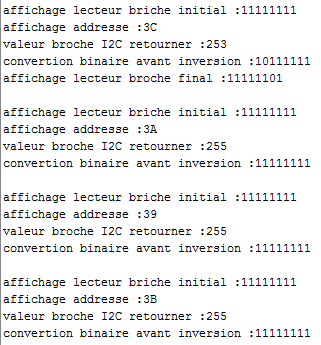 affichage lecteur briche initial :11111111
affichage addresse :3C
valeur broche I2C retourner :253
convertion binaire avant inversion :10111111
affichage lecteur broche final :11111101
affichage lecteur briche initial :11111111
affichage addresse :3A
valeur broche I2C retourner :255
convertion binaire avant inversion :11111111
affichage lecteur briche initial :11111111
affichage addresse :39
valeur broche I2C retourner :255
convertion binaire avant inversion :11111111
affichage lecteur briche initial :11111111
affichage addresse :3B
valeur broche I2C retourner :255
convertion binaire avant inversion :11111111